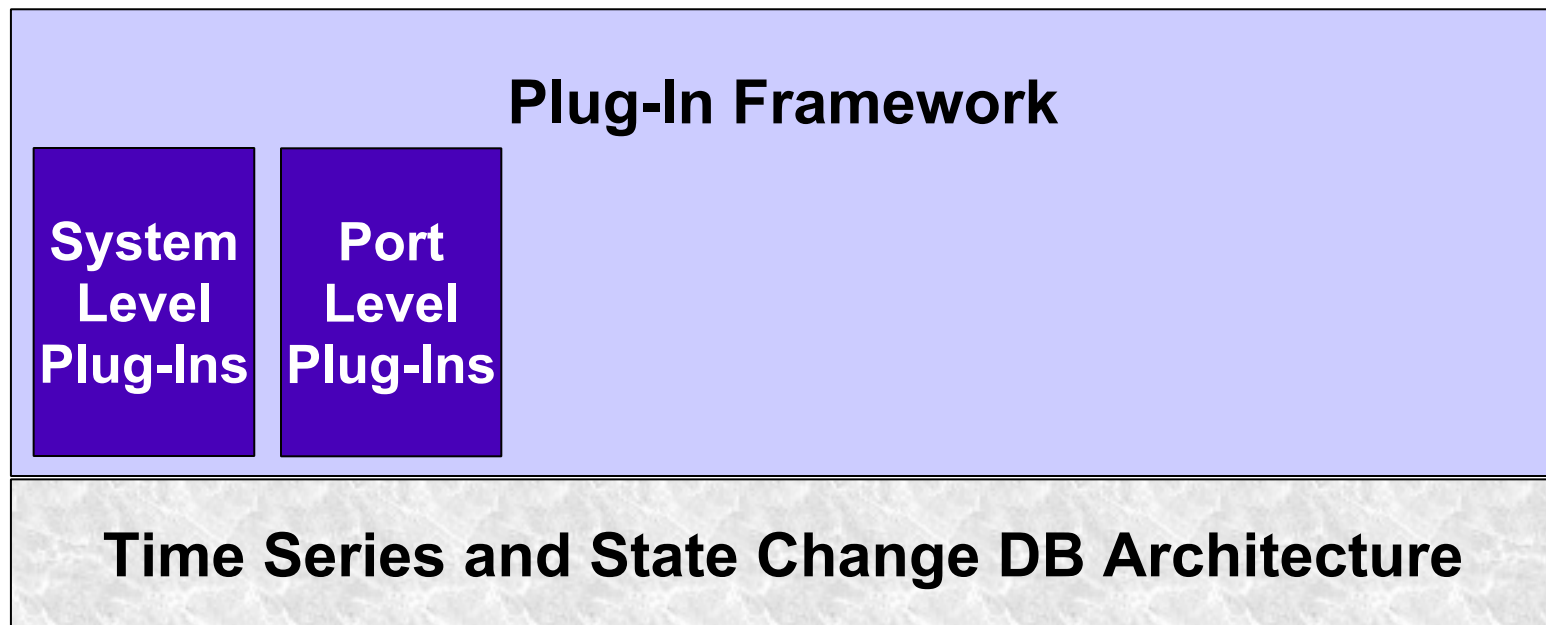 Plug-In Framework
System
Level
Plug-Ins
Port
Level
Plug-Ins
Time Series and State Change DB Architecture